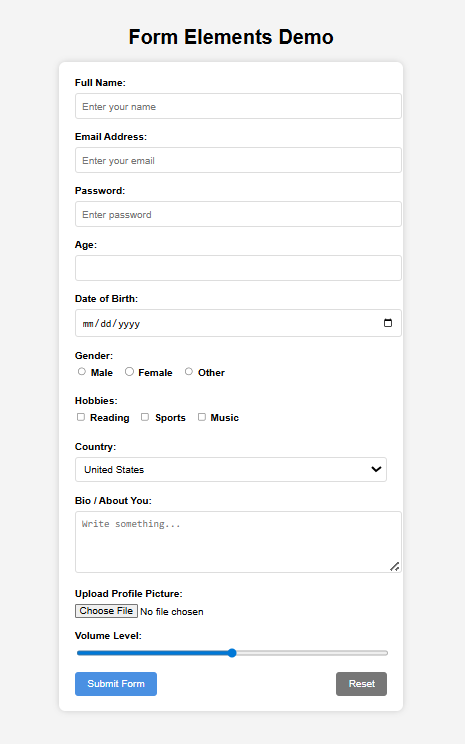 Form Elements Demo
Full Name:
Enter your name
Email Address:
Enter your email
Password:
Enter password
Age:
Date of Birth:
mm/dd/yyyy
Gender:
Male Female Other
Hobbies:
Reading Sports Music
Country:
United States
Bio / About You:
Write something...
Upload Profile Picture:
Choose File No file chosen
Volume Level:
Submit Form Reset